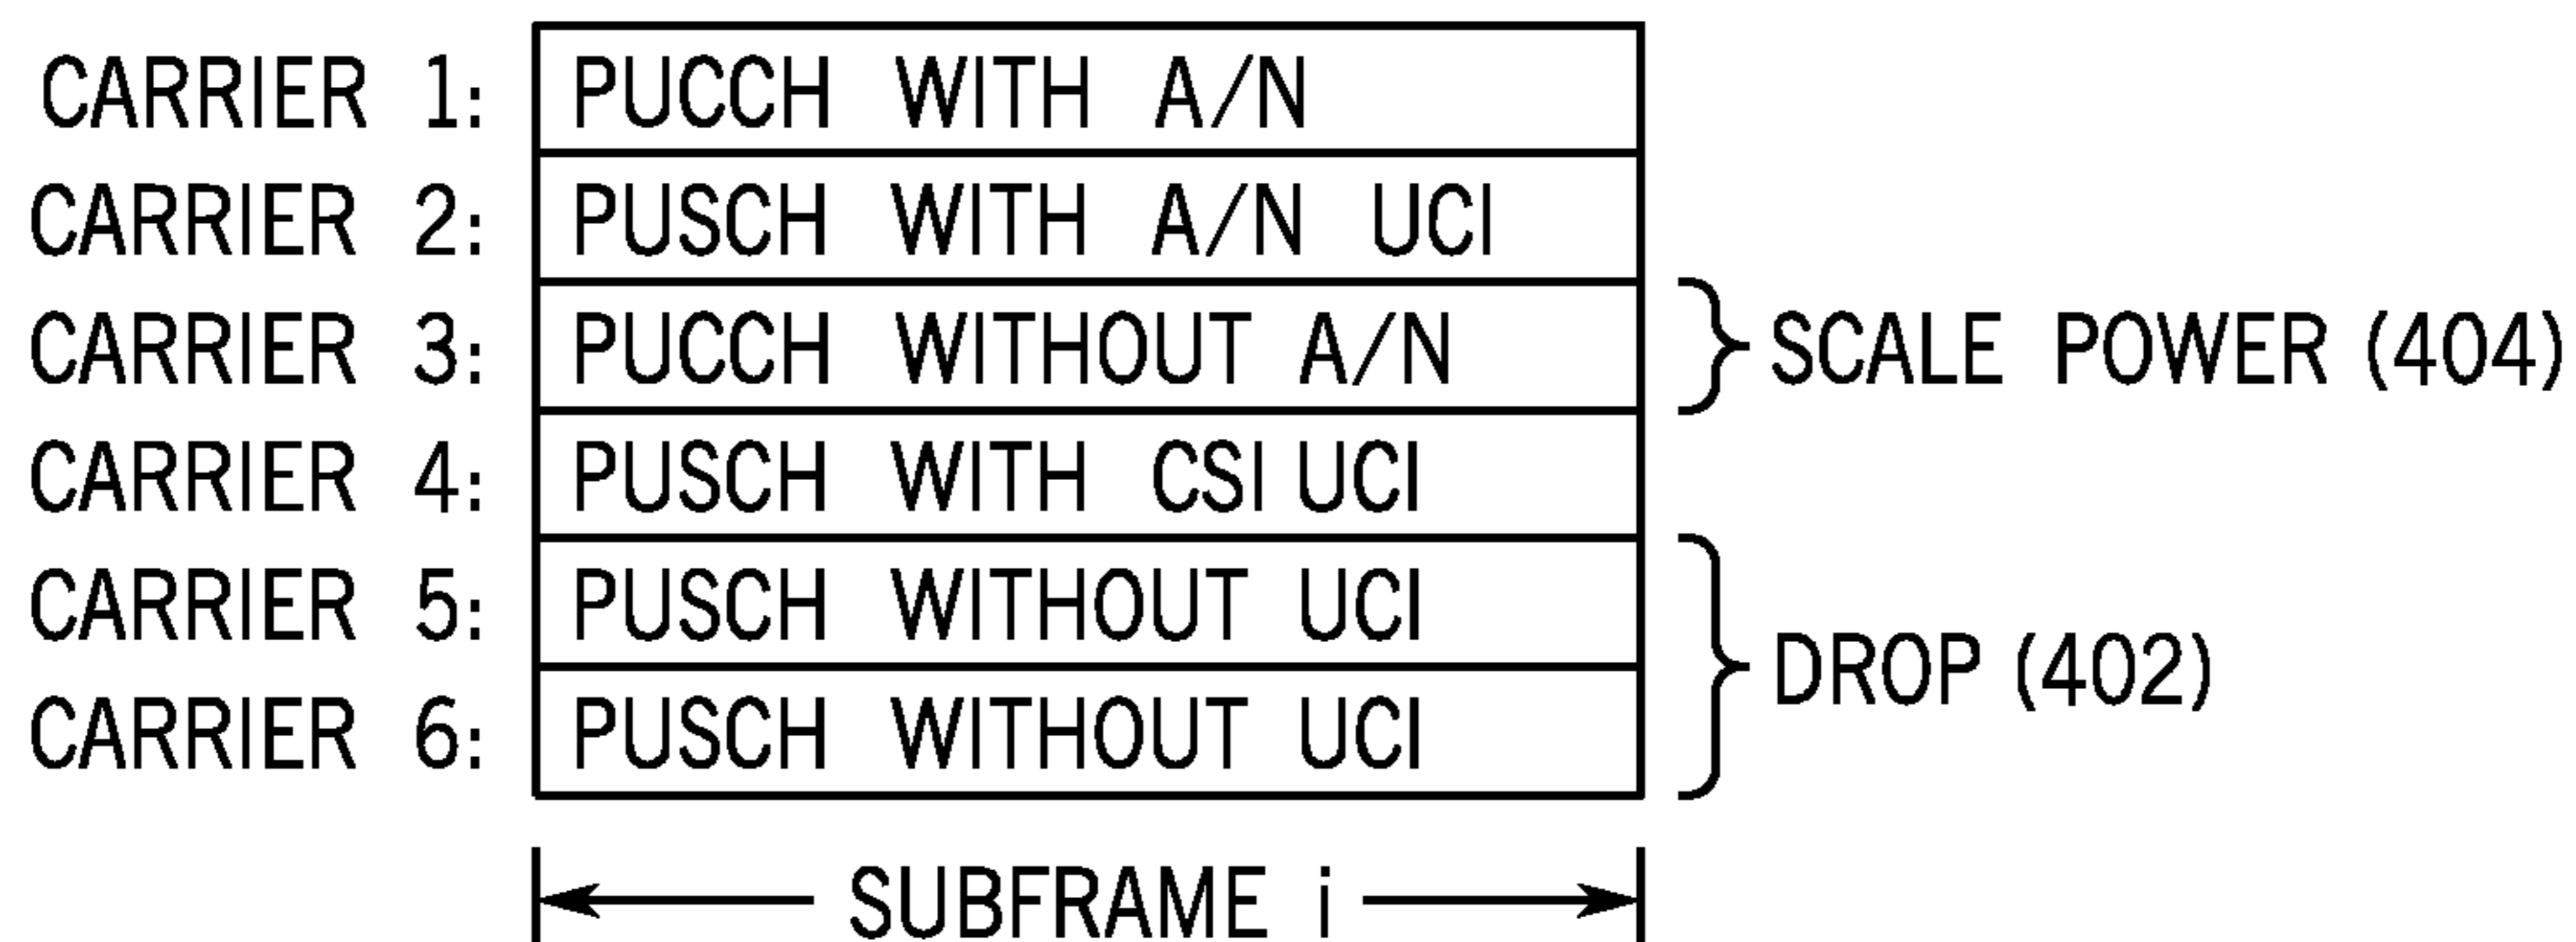 CARRIER 1: PUCCH WITH A/N
CARRIER 2: PUSCH WITH A/N UCI
CARRIER 3: PUCCH WITHOUT A/N SCALE POWER (404)
CARRIER 4: PUSCH WITH CSI UCI
CARRIER 5: PUSCH WITHOUT UCI
DROP (402)
CARRIER 6: PUSCH WITHOUT UCI
SUBFRAME i